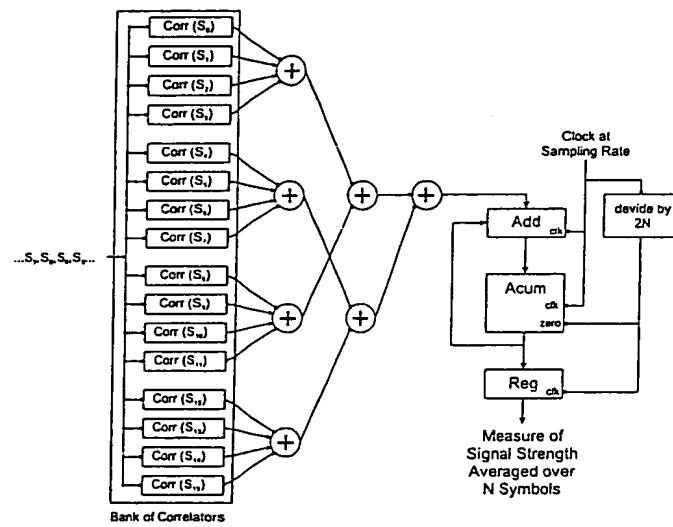 Corr (S₀)
Corr (S₁)
Corr (S₂)
Corr (S₃)
Corr (S₄)
Corr (S₅)
Corr (S₆)
Corr (S₇)
Corr (S₈)
Corr (S₉)
Corr (S₁₀)
Corr (S₁₁)
Corr (S₁₂)
Corr (S₁₃)
Corr (S₁₄)
Corr (S₁₅)
Bank of Correlators
+
+
+
+
+
+
+
Clock at
Sampling Rate
Add
clk
devide by
2N
Acum
clk
zero
Reg
clk
Measure of
Signal Strength
Averaged over
N Symbols